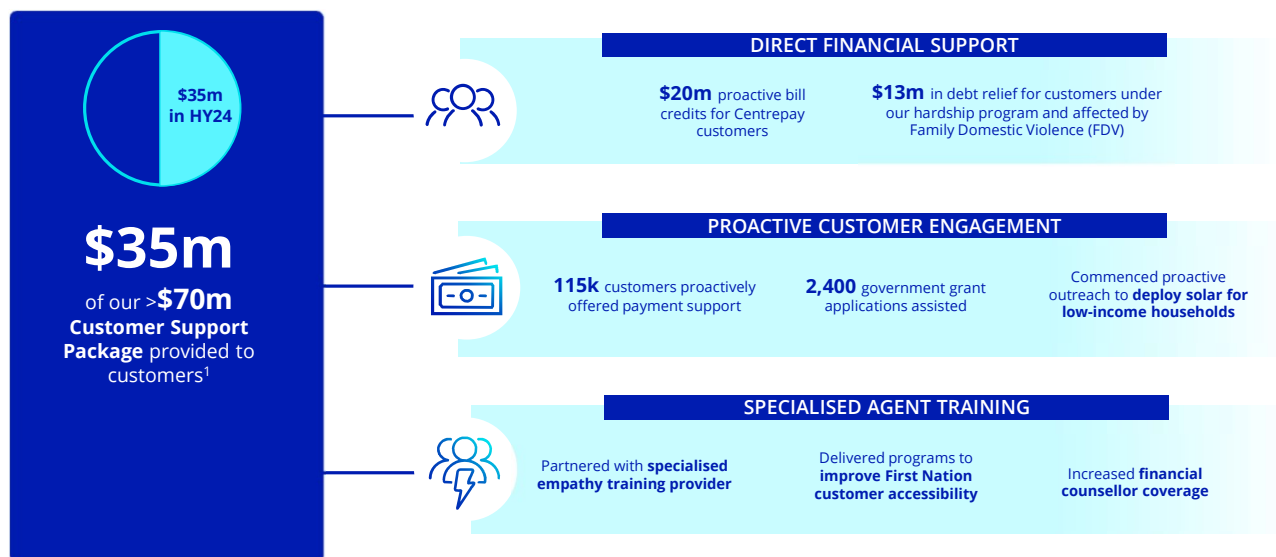 $35m
in HY24
$35m
of our >$70m
Customer Support
Package provided to
customers¹
DIRECT FINANCIAL SUPPORT
$20m proactive bill
credits for Centrepay
customers
$13m in debt relief for customers under
our hardship program and affected by
Family Domestic Violence (FDV)
PROACTIVE CUSTOMER ENGAGEMENT
115k customers proactively
offered payment support
2,400 government grant
applications assisted
Commenced proactive
outreach to deploy solar for
low-income households
SPECIALISED AGENT TRAINING
Partnered with specialised
empathy training provider
Delivered programs to
improve First Nation
customer accessibility
Increased financial
counsellor coverage